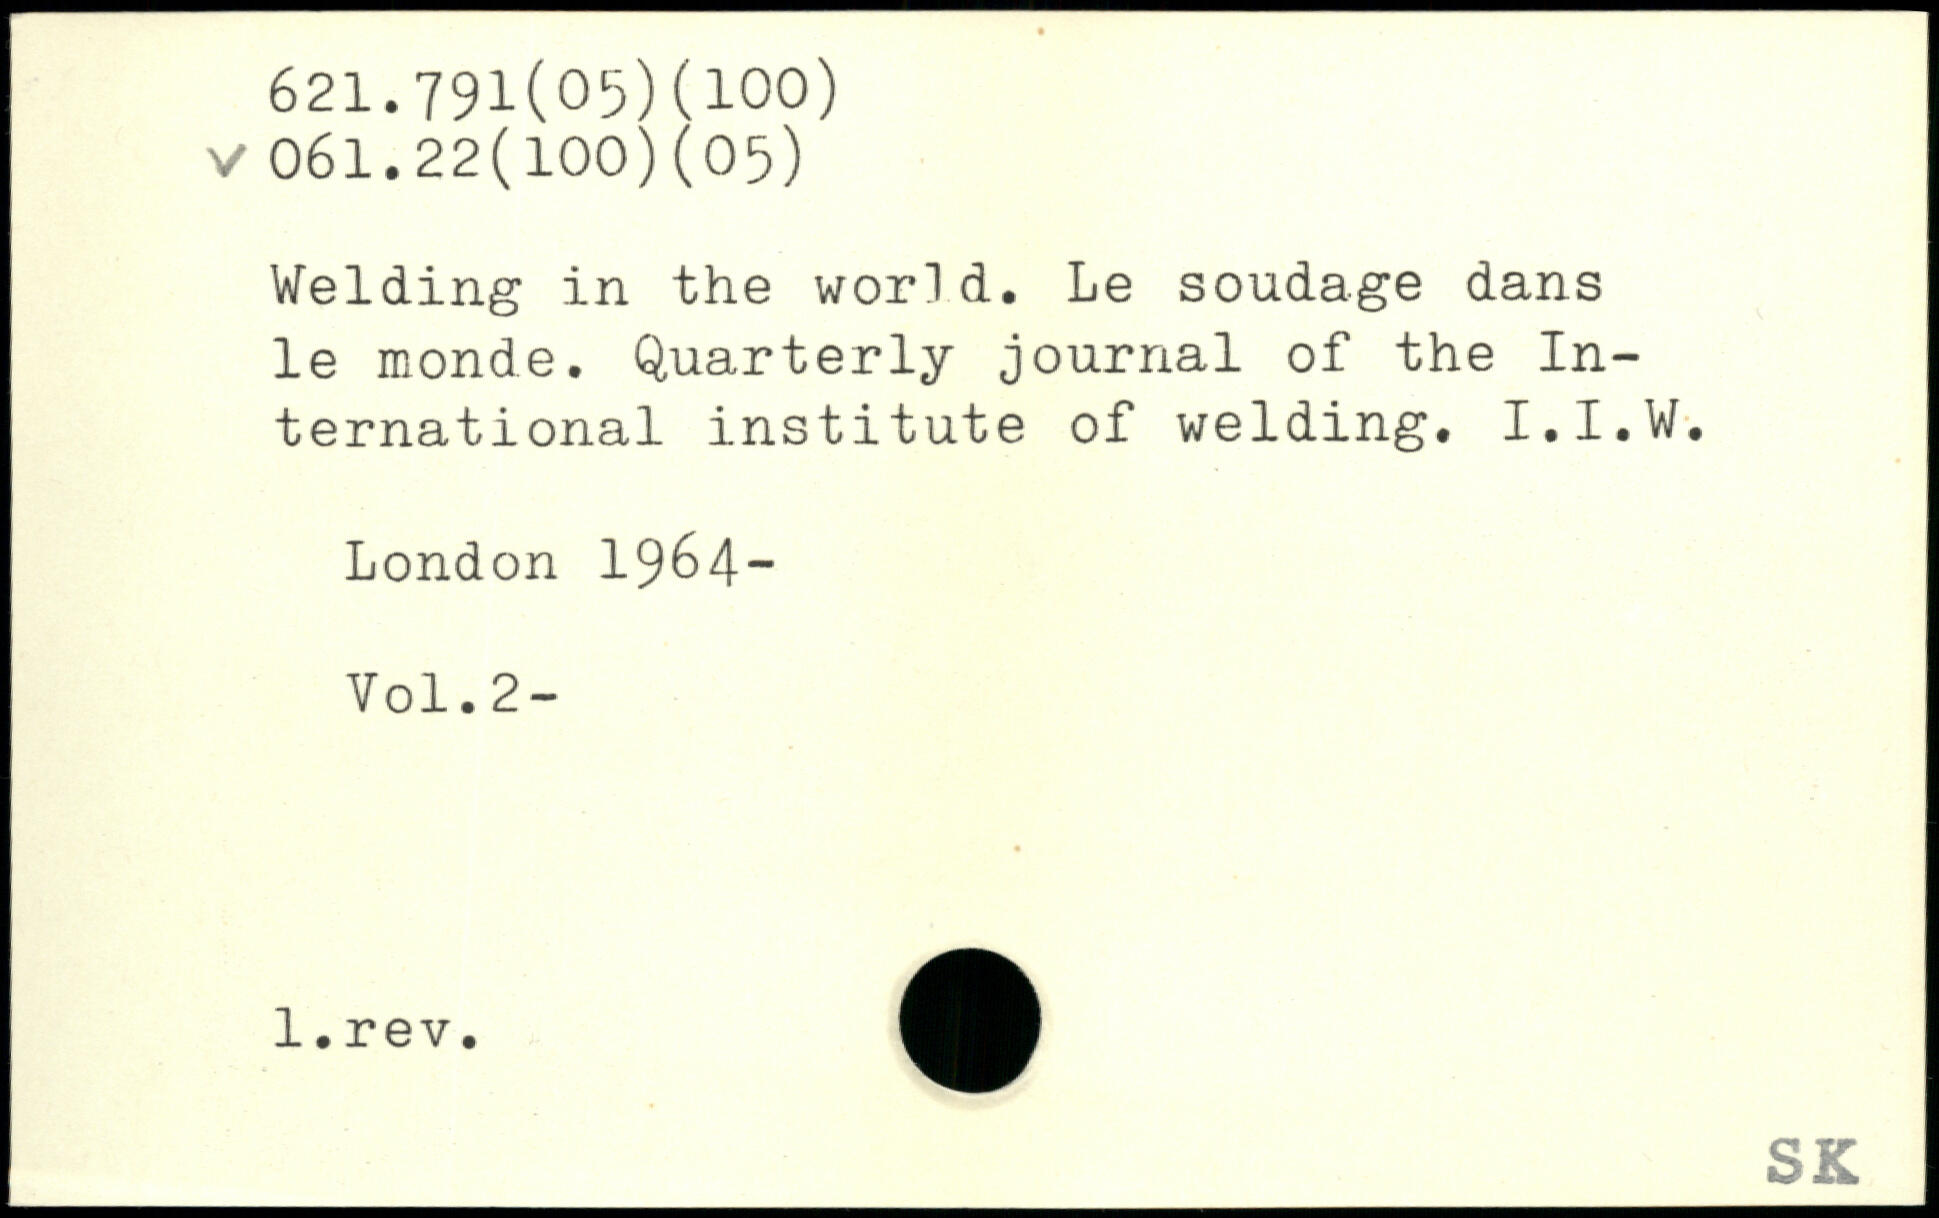 621.791(05)(100)
✓ 061.22(100)(05)
Welding in the world. Le soudage dans
le monde. Quarterly journal of the In-
ternational institute of welding. I.I.W.
London 1964-
Vol.2-
1.rev.
SK